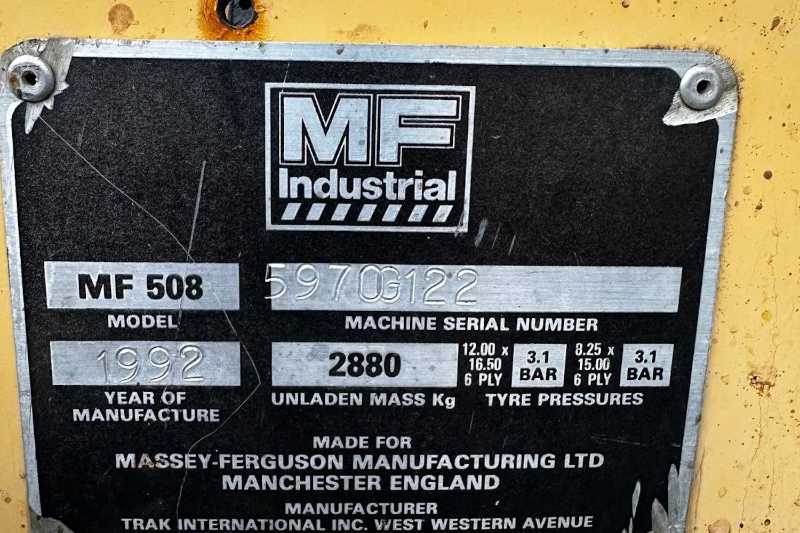 MF
Industrial
MF 508
5970G122
MODEL
MACHINE SERIAL NUMBER
1992
2880
12.00 x
16.50
6 PLY
3.1
BAR
8.25 x
15.00
6 PLY
3.1
BAR
YEAR OF
MANUFACTURE
UNLADEN MASS Kg
TYRE PRESSURES
MADE FOR
MASSEY-FERGUSON MANUFACTURING LTD
MANCHESTER ENGLAND
MANUFACTURER
TRAK INTERNATIONAL INC. WEST WESTERN AVENUE